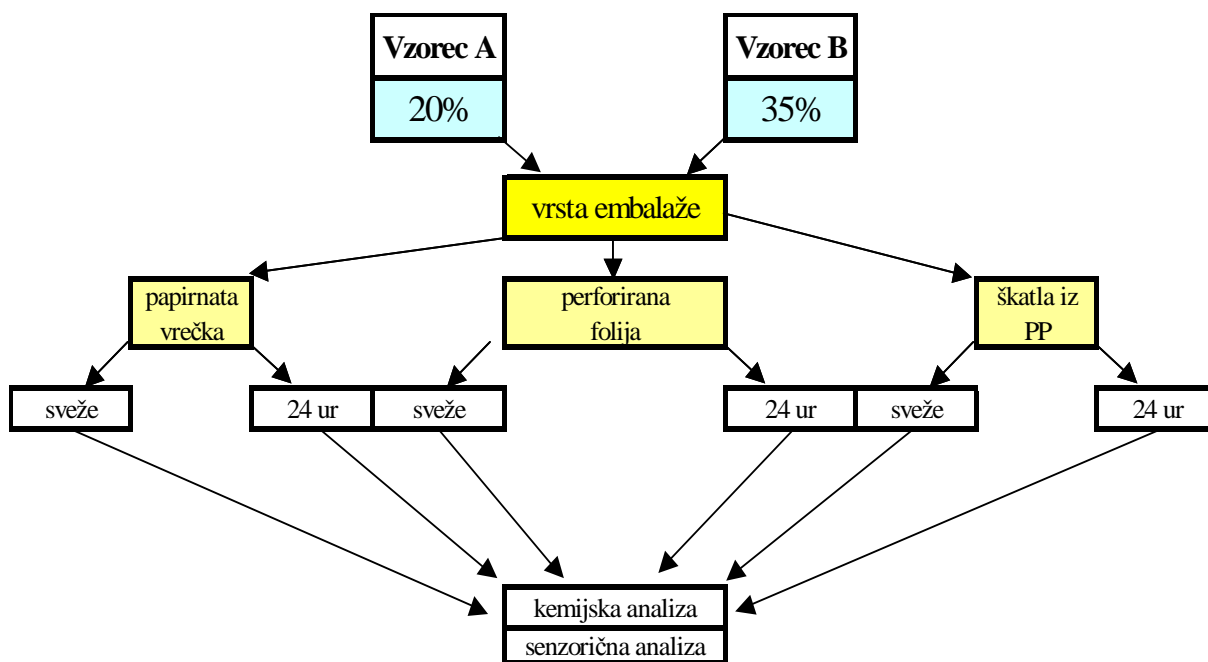 Vzorec A
Vzorec B
20%
35%
vrsta embalaže
papirnata
vrečka
perforirana
folija
škatla iz
PP
sveže
24 ur
sveže
24 ur
sveže
24 ur
kemijska analiza
senzorična analiza